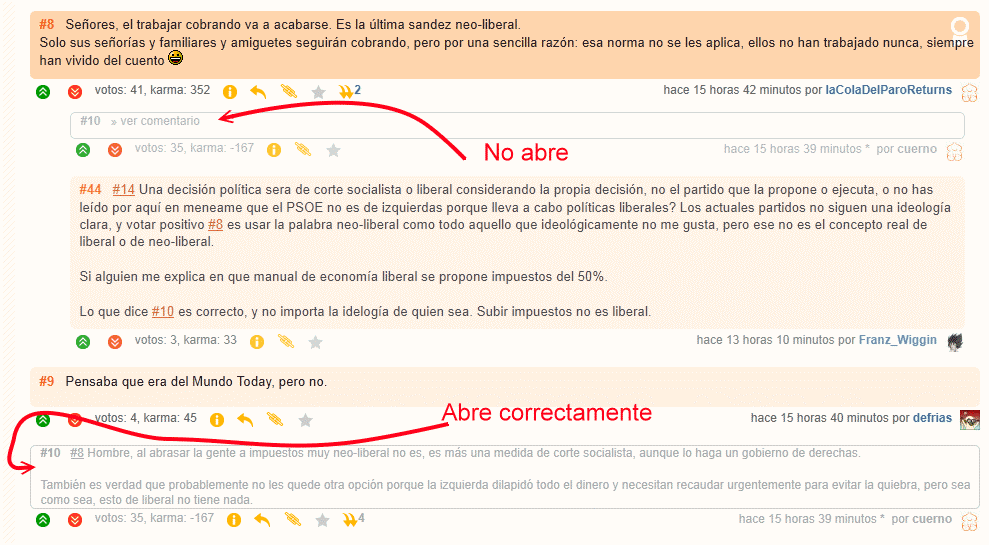 #8 Señores, el trabajar cobrando va a acabarse. Es la última sandez neo-liberal.
Solo sus señorías y familiares y amiguetes seguirán cobrando, pero por una sencilla razón: esa norma no se les aplica, ellos no han trabajado nunca, siempre
han vivido del cuento
votos: 41, karma: 352 2 hace 15 horas 42 minutos por laColaDelParoReturns
#10 » ver comentario
votos: 35, karma: -167 hace 15 horas 39 minutos * por cuerno
No abre
#44 #14 Una decisión política sera de corte socialista o liberal considerando la propia decisión, no el partido que la propone o ejecuta, o no has
leído por aquí en meneame que el PSOE no es de izquierdas porque lleva a cabo políticas liberales? Los actuales partidos no siguen una ideología
clara, y votar positivo #8 es usar la palabra neo-liberal como todo aquello que ideológicamente no me gusta, pero ese no es el concepto real de
liberal o de neo-liberal.
Si alguien me explica en que manual de economía liberal se propone impuestos del 50%.
Lo que dice #10 es correcto, y no importa la idelogía de quien sea. Subir impuestos no es liberal.
votos: 3, karma: 33 hace 13 horas 10 minutos por Franz_Wiggin
#9 Pensaba que era del Mundo Today, pero no.
Abre correctamente
votos: 4, karma: 45 hace 15 horas 40 minutos por defrias
#10 #8 Hombre, al abrasar la gente a impuestos muy neo-liberal no es, es más una medida de corte socialista, aunque lo haga un gobierno de derechas.
También es verdad que probablemente no les quede otra opción porque la izquierda dilapidó todo el dinero y necesitan recaudar urgentemente para evitar la quiebra, pero sea
como sea, esto de liberal no tiene nada.
votos: 35, karma: -167 4 hace 15 horas 39 minutos * por cuerno